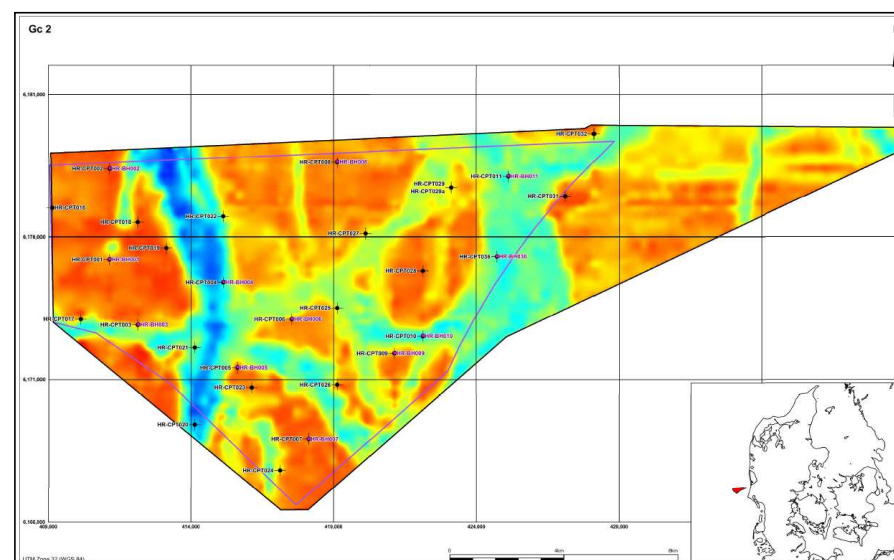 Gc 2
6,181,000
HR-CPT032
HR-CPT002 HR-BH002
HR-CPT008 HR-BH008
HR-CPT011 HR-BH011
HR-CPT029
HR-CPT029a
HR-CPT031
HR-CPT016
HR-CPT018
HR-CPT022
6,176,000
HR-CPT027
HR-CPT019
HR-CPT001 HR-BH001
HR-CPT030 HR-BH030
HR-CPT028
HR-CPT004 HR-BH004
HR-CPT025
HR-CPT017
HR-CPT003 HR-BH003
HR-CPT006 HR-BH006
HR-CPT010 HR-BH010
HR-CPT021
HR-CPT009 HR-BH009
HR-CPT005 HR-BH005
6,171,000
HR-CPT023
HR-CPT026
HR-CPT020
HR-CPT007 HR-BH007
HR-CPT024
6,166,000
409,000 414,000 419,000 424,000 429,000
UTM Zone 32 (WGS 84)
0 4km 8km